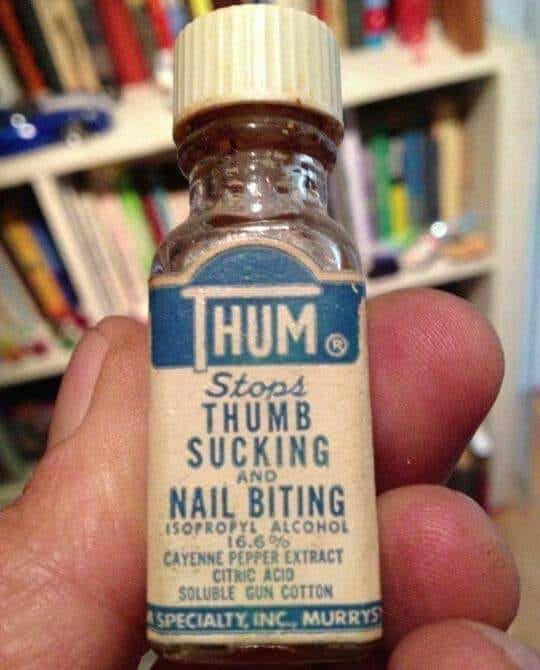 THUM ®
Stops
THUMB
SUCKING
AND
NAIL BITING
ISOPROPYL ALCOHOL
16.6%
CAYENNE PEPPER EXTRACT
CITRIC ACID
SOLUBLE GUN COTTON
SPECIALTY, INC., MURRYS